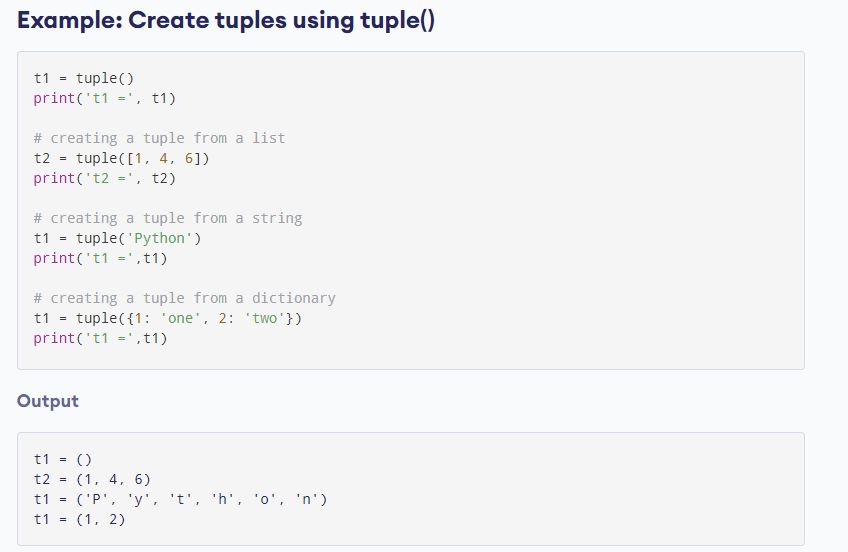 Example: Create tuples using tuple()
t1 = tuple()
print('t1 =', t1)
# creating a tuple from a list
t2 = tuple([1, 4, 6])
print('t2 =', t2)
# creating a tuple from a string
t1 = tuple('Python')
print('t1 =',t1)
# creating a tuple from a dictionary
t1 = tuple({1: 'one', 2: 'two'})
print('t1 =',t1)
Output
t1 = ()
t2 = (1, 4, 6)
t1 = ('P', 'y', 't', 'h', 'o', 'n')
t1 = (1, 2)